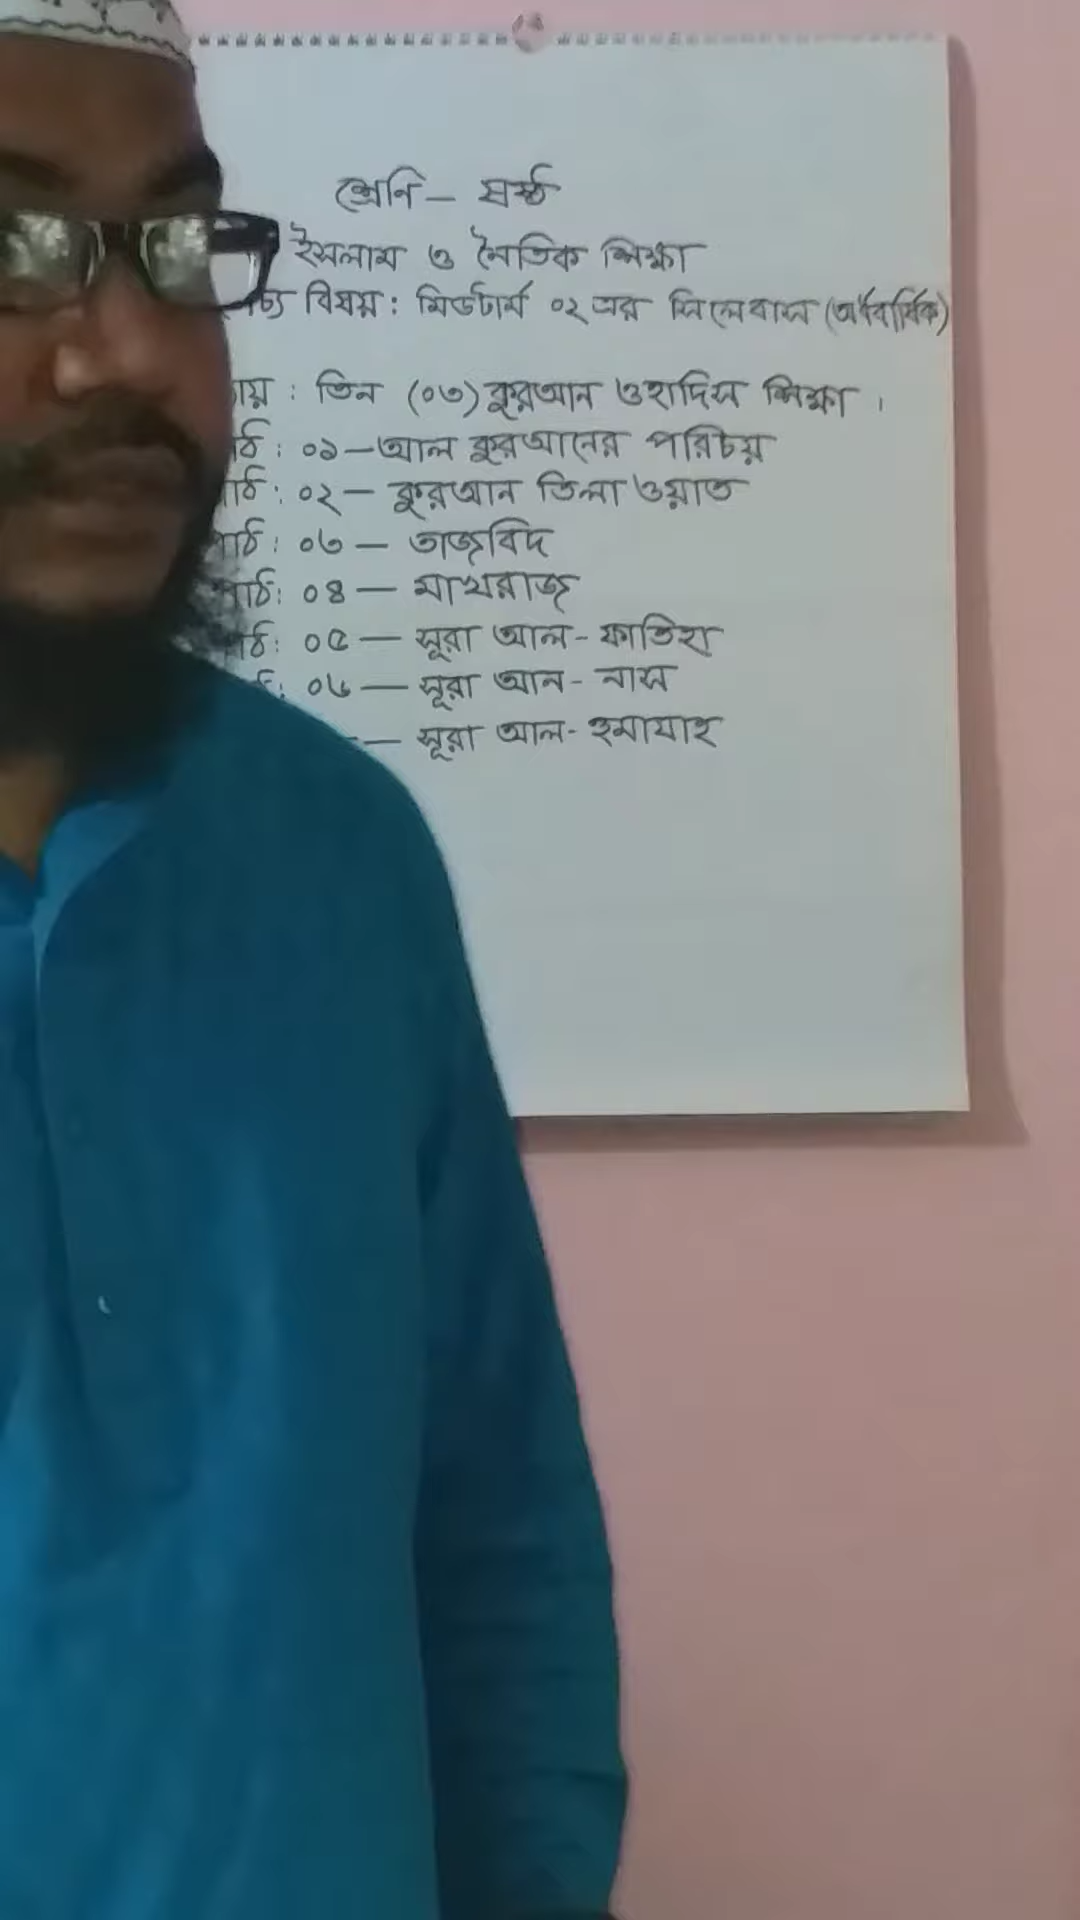 শ্রেণি - ষষ্ঠ
ইসলাম ও নৈতিক শিক্ষা
বিষয় : মিডটার্ম ০২ এর সিলেবাস (অর্ধবার্ষিক)
: তিন (০৩) কুরআন ও হাদিস শিক্ষা ।
: ০১ — আল কুরআনের পরিচয়
পাঠ : ০২ — কুরআন তিলাওয়াত
পাঠ : ০৩ — তাজবিদ
পাঠ : ০৪ — মাখরাজ
: ০৫ — সূরা আল - ফাতিহা
: ০৬ — সূরা আন - নাস
— সূরা আল - হুমাযাহ